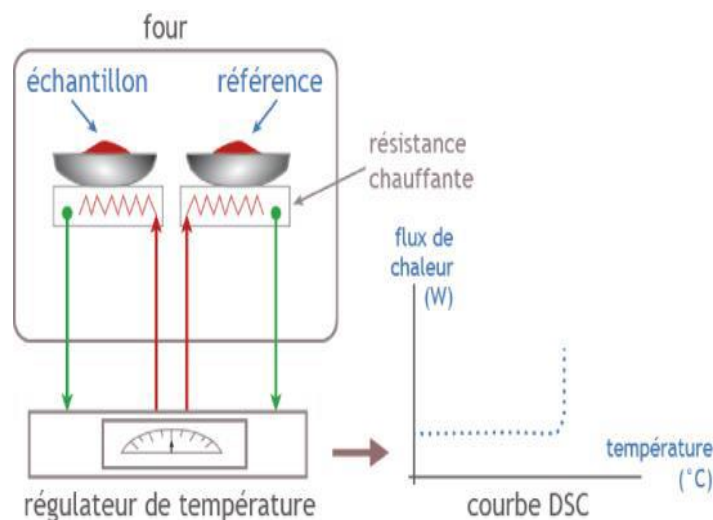 four
échantillon
référence
résistance
chauffante
flux de
chaleur
(W)
température
(°C)
régulateur de température
courbe DSC